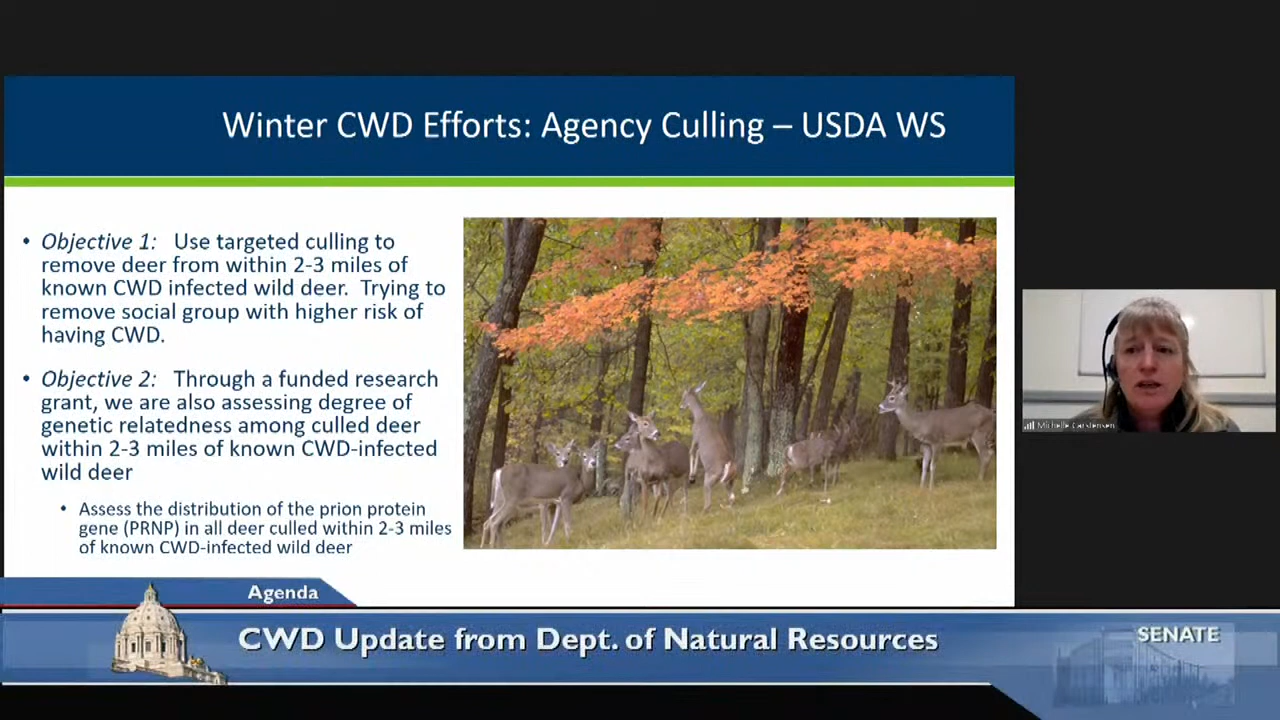 Winter CWD Efforts: Agency Culling – USDA WS
• Objective 1: Use targeted culling to
remove deer from within 2-3 miles of
known CWD infected wild deer. Trying to
remove social group with higher risk of
having CWD.
• Objective 2: Through a funded research
grant, we are also assessing degree of
genetic relatedness among culled deer
within 2-3 miles of known CWD-infected
wild deer
• Assess the distribution of the prion protein
gene (PRNP) in all deer culled within 2-3 miles
of known CWD-infected wild deer
Michelle Carstensen
Agenda
CWD Update from Dept. of Natural Resources
SENATE